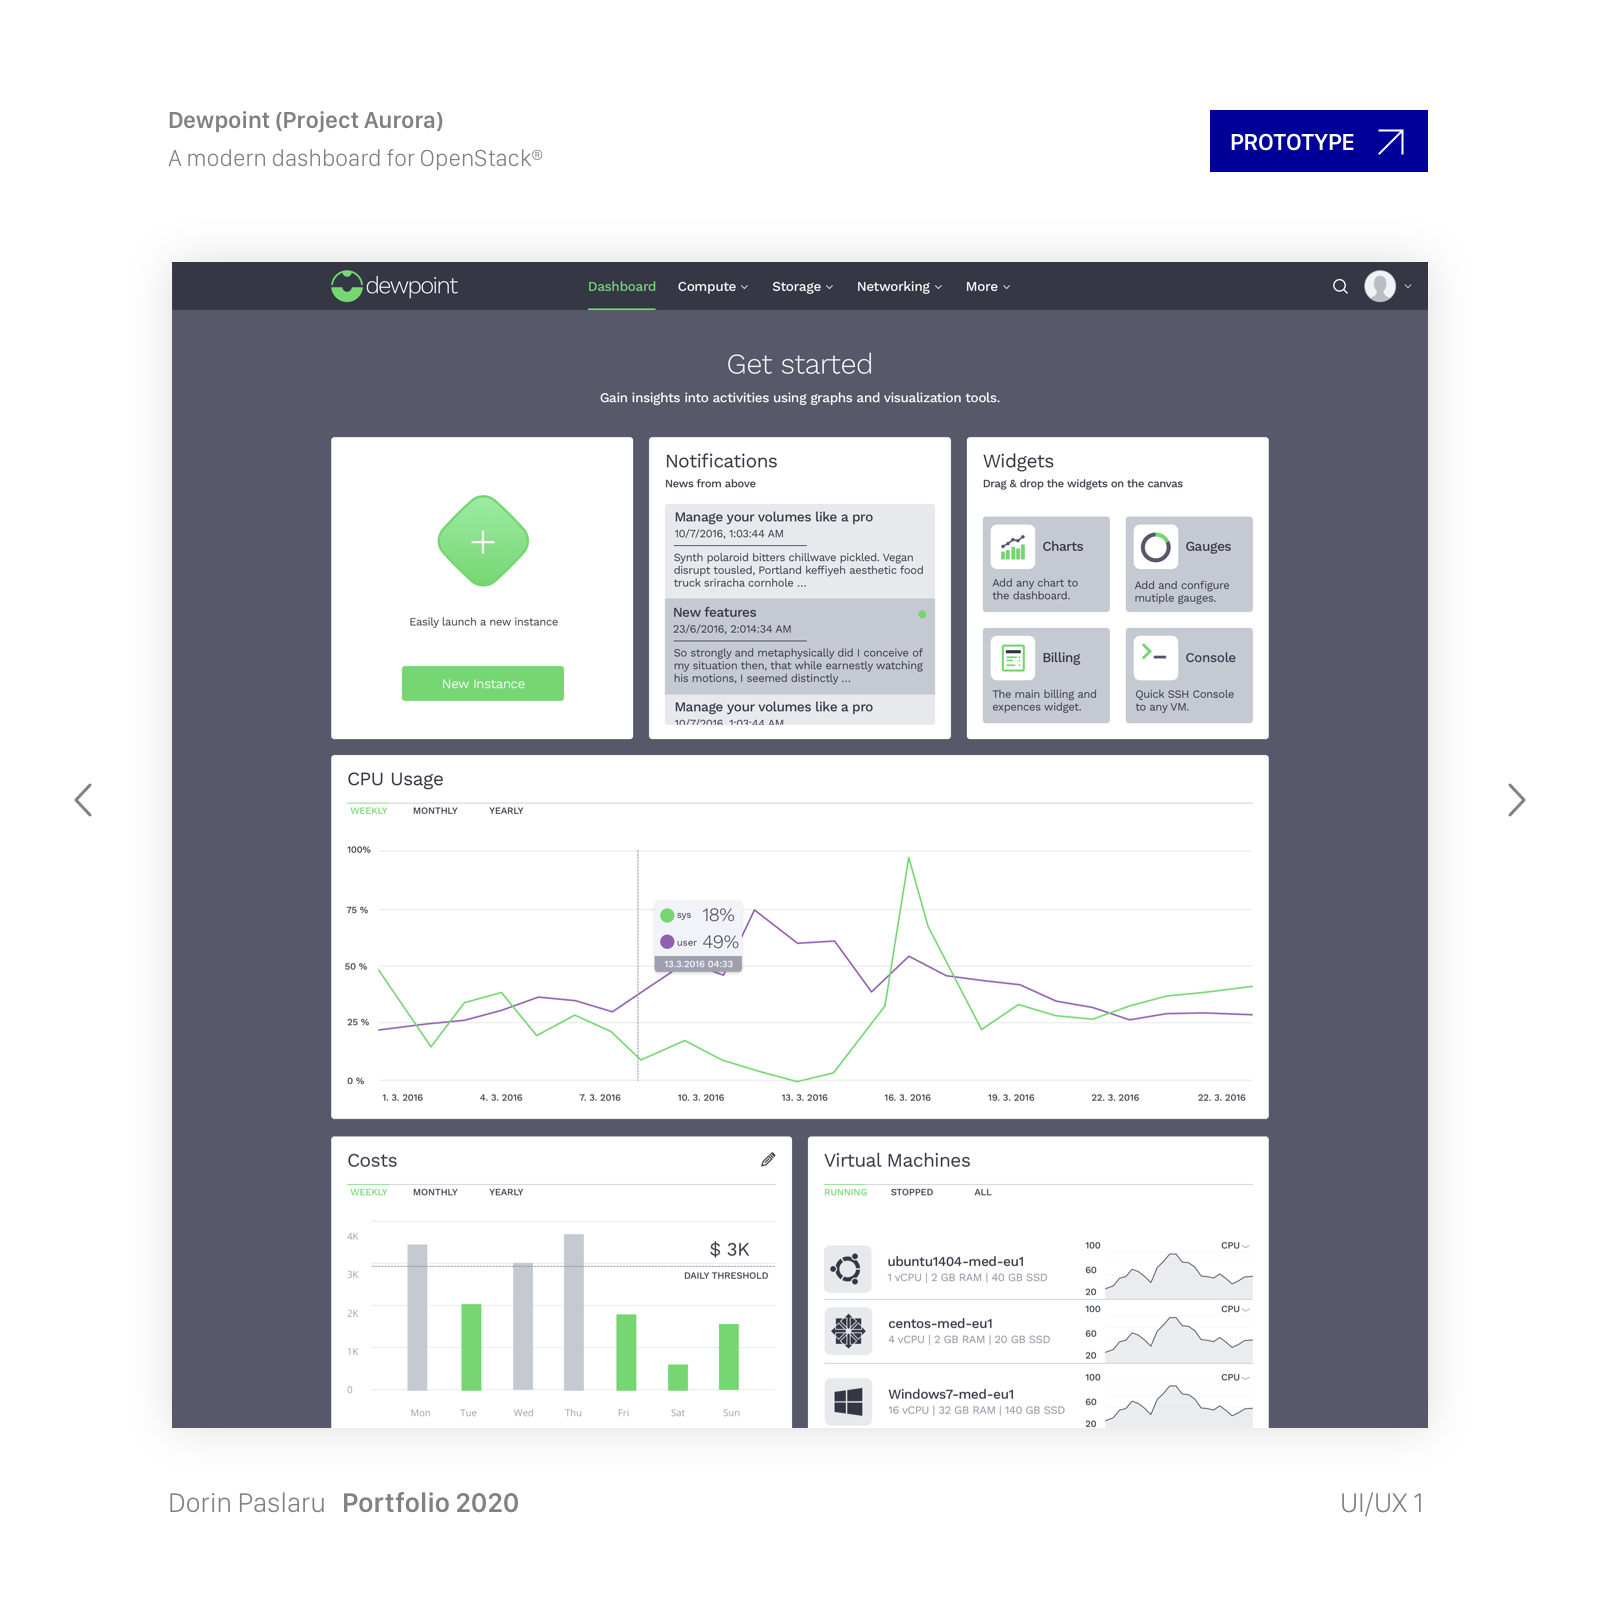 Dewpoint (Project Aurora)
A modern dashboard for OpenStack®
PROTOTYPE
dewpoint
Dashboard
Compute
Storage
Networking
More
Get started
Gain insights into activities using graphs and visualization tools.
Easily launch a new instance
New Instance
Notifications
News from above
Manage your volumes like a pro
10/7/2016, 1:03:44 AM
Synth polaroid bitters chillwave pickled. Vegan
disrupt tousled, Portland keffiyeh aesthetic food
truck sriracha cornhole ...
New features
23/6/2016, 2:014:34 AM
So strongly and metaphysically did I conceive of
my situation then, that while earnestly watching
his motions, I seemed distinctly ...
Manage your volumes like a pro
10/7/2016, 1:03:44 AM
Widgets
Drag & drop the widgets on the canvas
Charts
Add any chart to
the dashboard.
Gauges
Add and configure
mutiple gauges.
Billing
The main billing and
expences widget.
Console
Quick SSH Console
to any VM.
CPU Usage
WEEKLY
MONTHLY
YEARLY
100%
75 %
50 %
25 %
0 %
sys 18%
user 49%
13.3.2016 04:33
1. 3. 2016
4. 3. 2016
7. 3. 2016
10. 3. 2016
13. 3. 2016
16. 3. 2016
19. 3. 2016
22. 3. 2016
22. 3. 2016
Costs
WEEKLY
MONTHLY
YEARLY
4K
3K
2K
1K
0
$ 3K
DAILY THRESHOLD
Mon
Tue
Wed
Thu
Fri
Sat
Sun
Virtual Machines
RUNNING
STOPPED
ALL
ubuntu1404-med-eu1
1 vCPU | 2 GB RAM | 40 GB SSD
100
60
20
CPU
centos-med-eu1
4 vCPU | 2 GB RAM | 20 GB SSD
100
60
20
CPU
Windows7-med-eu1
16 vCPU | 32 GB RAM | 140 GB SSD
100
60
20
CPU
Dorin Paslaru Portfolio 2020
UI/UX 1